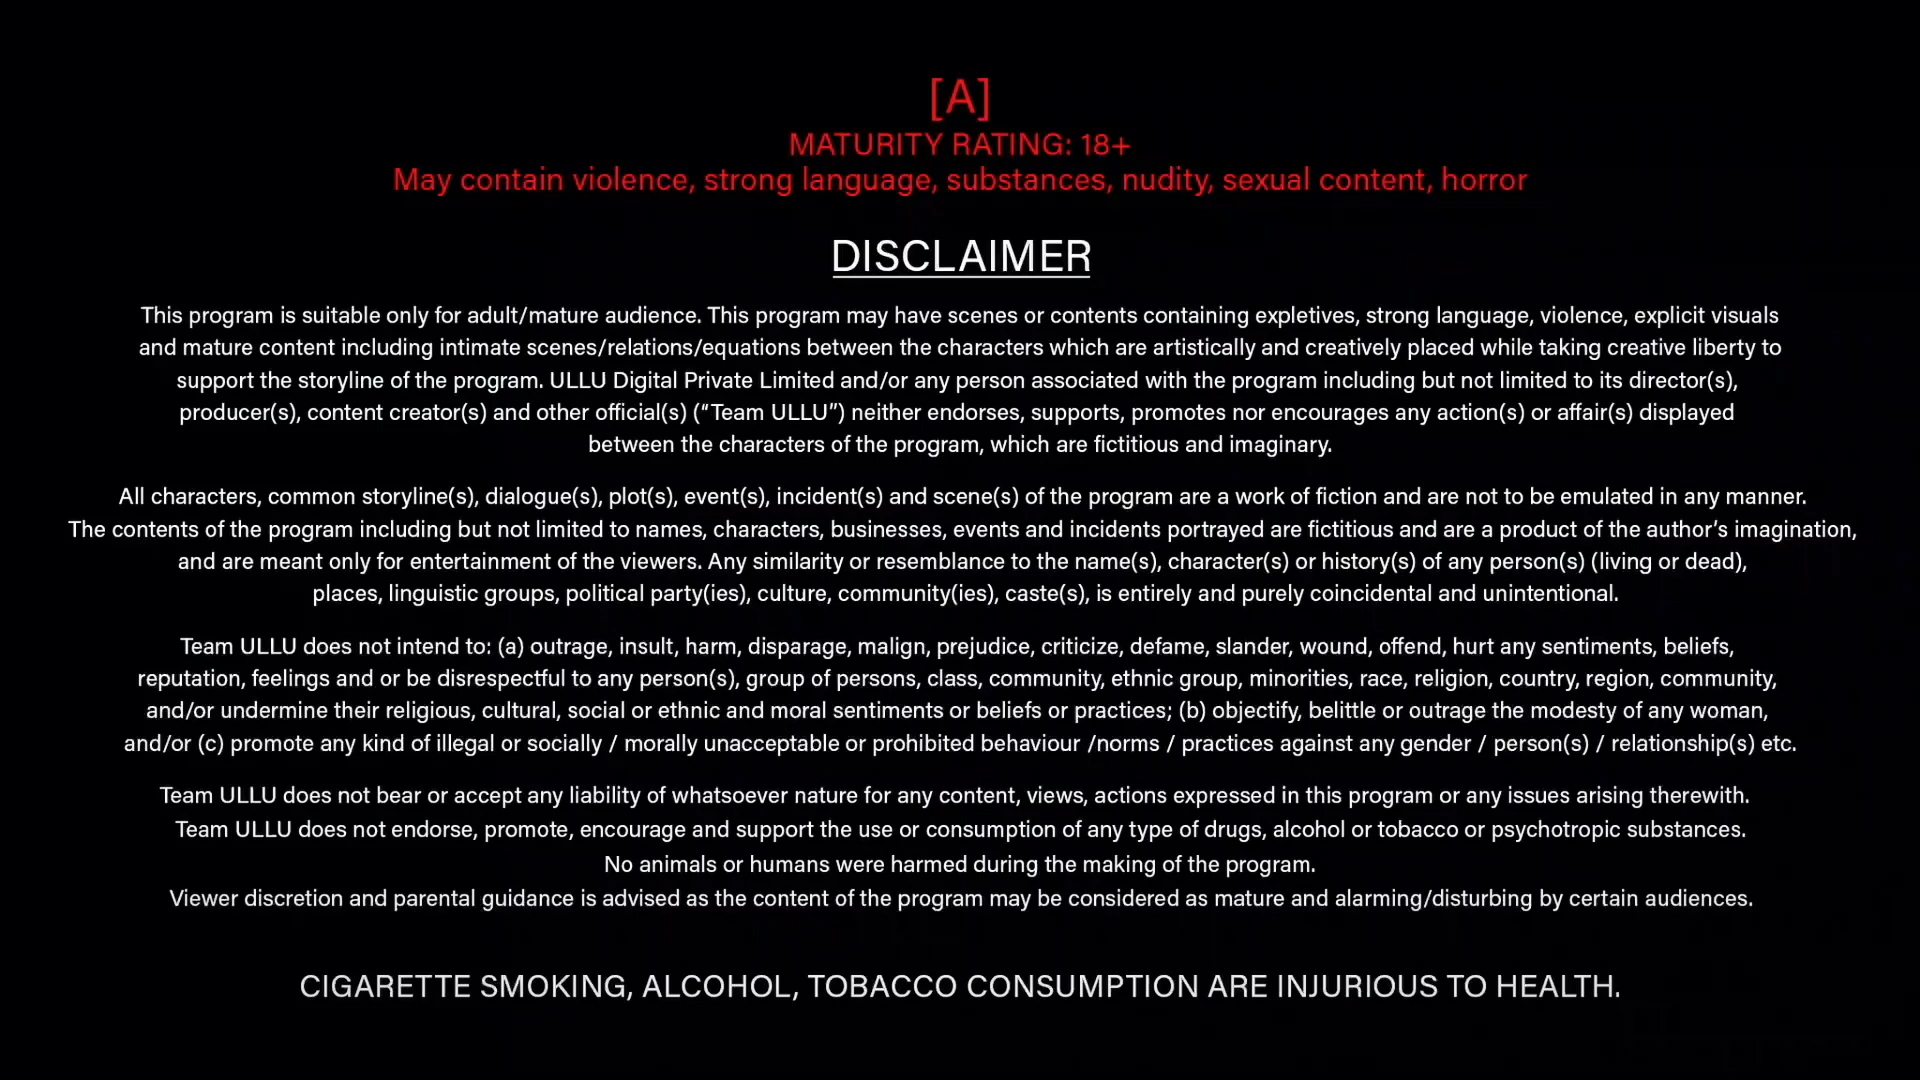 [A]
MATURITY RATING: 18+
May contain violence, strong language, substances, nudity, sexual content, horror
DISCLAIMER
This program is suitable only for adult/mature audience. This program may have scenes or contents containing expletives, strong language, violence, explicit visuals
and mature content including intimate scenes/relations/equations between the characters which are artistically and creatively placed while taking creative liberty to
support the storyline of the program. ULLU Digital Private Limited and/or any person associated with the program including but not limited to its director(s),
producer(s), content creator(s) and other official(s) (“Team ULLU”) neither endorses, supports, promotes nor encourages any action(s) or affair(s) displayed
between the characters of the program, which are fictitious and imaginary.
All characters, common storyline(s), dialogue(s), plot(s), event(s), incident(s) and scene(s) of the program are a work of fiction and are not to be emulated in any manner.
The contents of the program including but not limited to names, characters, businesses, events and incidents portrayed are fictitious and are a product of the author’s imagination,
and are meant only for entertainment of the viewers. Any similarity or resemblance to the name(s), character(s) or history(s) of any person(s) (living or dead),
places, linguistic groups, political party(ies), culture, community(ies), caste(s), is entirely and purely coincidental and unintentional.
Team ULLU does not intend to: (a) outrage, insult, harm, disparage, malign, prejudice, criticize, defame, slander, wound, offend, hurt any sentiments, beliefs,
reputation, feelings and or be disrespectful to any person(s), group of persons, class, community, ethnic group, minorities, race, religion, country, region, community,
and/or undermine their religious, cultural, social or ethnic and moral sentiments or beliefs or practices; (b) objectify, belittle or outrage the modesty of any woman,
and/or (c) promote any kind of illegal or socially / morally unacceptable or prohibited behaviour /norms / practices against any gender / person(s) / relationship(s) etc.
Team ULLU does not bear or accept any liability of whatsoever nature for any content, views, actions expressed in this program or any issues arising therewith.
Team ULLU does not endorse, promote, encourage and support the use or consumption of any type of drugs, alcohol or tobacco or psychotropic substances.
No animals or humans were harmed during the making of the program.
Viewer discretion and parental guidance is advised as the content of the program may be considered as mature and alarming/disturbing by certain audiences.
CIGARETTE SMOKING, ALCOHOL, TOBACCO CONSUMPTION ARE INJURIOUS TO HEALTH.